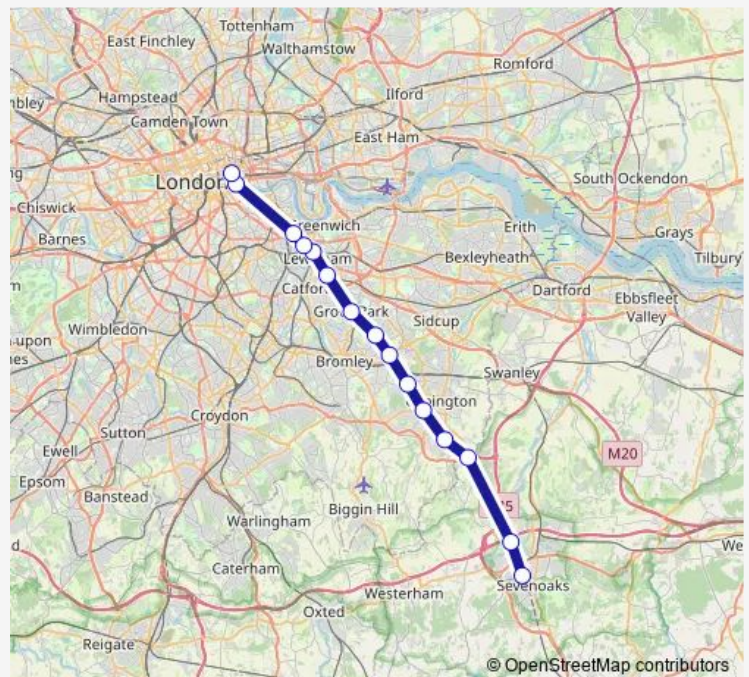 Tottenham
East Finchley
Walthamstow
Romford
Ilford
Hampstead
Camden Town
East Ham
London
South Ockendon
Chiswick
Barnes
Greenwich
Erith
Grays
Bexleyheath
Tilbury
Dartford
Ebbsfleet
Valley
Sidcup
Wimbledon
Bromley
Swanley
Croydon
Sutton
Ewell
Epsom
M20
Banstead
Biggin Hill
Warlingham
Caterham
Westerham
Sevenoaks
Oxted
Reigate
© OpenStreetMap contributors